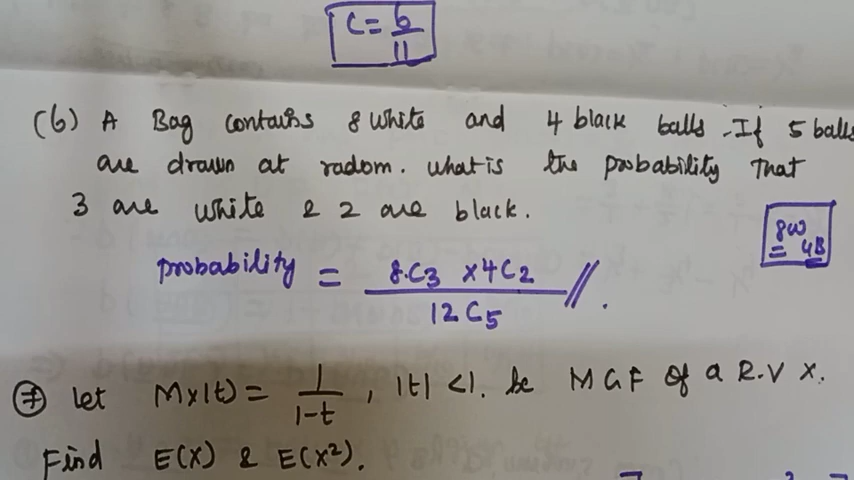 C = 6/11
(6) A Bag contains 8 white and 4 black balls. If 5 balls
are drawn at radom. what is the probability that
3 are white & 2 are black.
8W
4B
probability = 8C3 x 4C2 / 12C5 //.
(7) Let Mx(t) = 1/1-t, |t| <1. be MGF of a R.V X.
Find E(X) & E(X²).